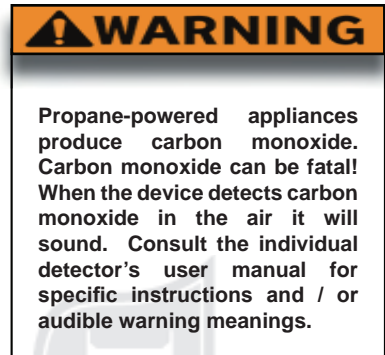 WARNING
Propane-powered appliances
produce carbon monoxide.
Carbon monoxide can be fatal!
When the device detects carbon
monoxide in the air it will
sound. Consult the individual
detector's user manual for
specific instructions and / or
audible warning meanings.